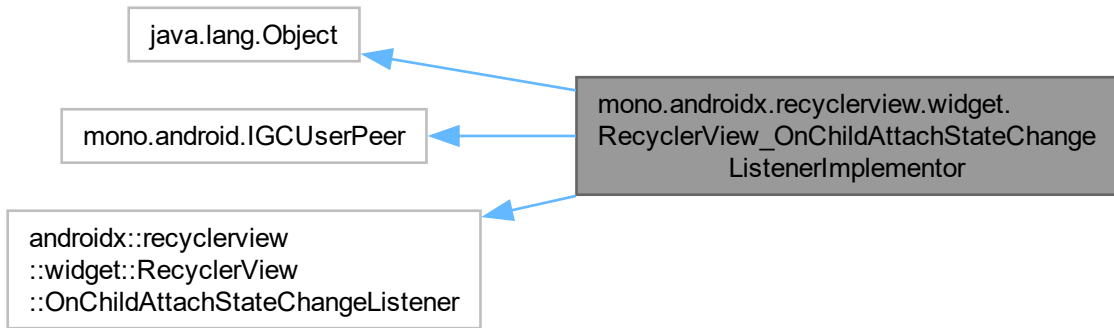 java.lang.Object
mono.android.IGCUserPeer
androidx::recyclerview
::widget::RecyclerView
::OnChildAttachStateChangeListener
mono.androidx.recyclerview.widget.
RecyclerView_OnChildAttachStateChange
ListenerImplementor